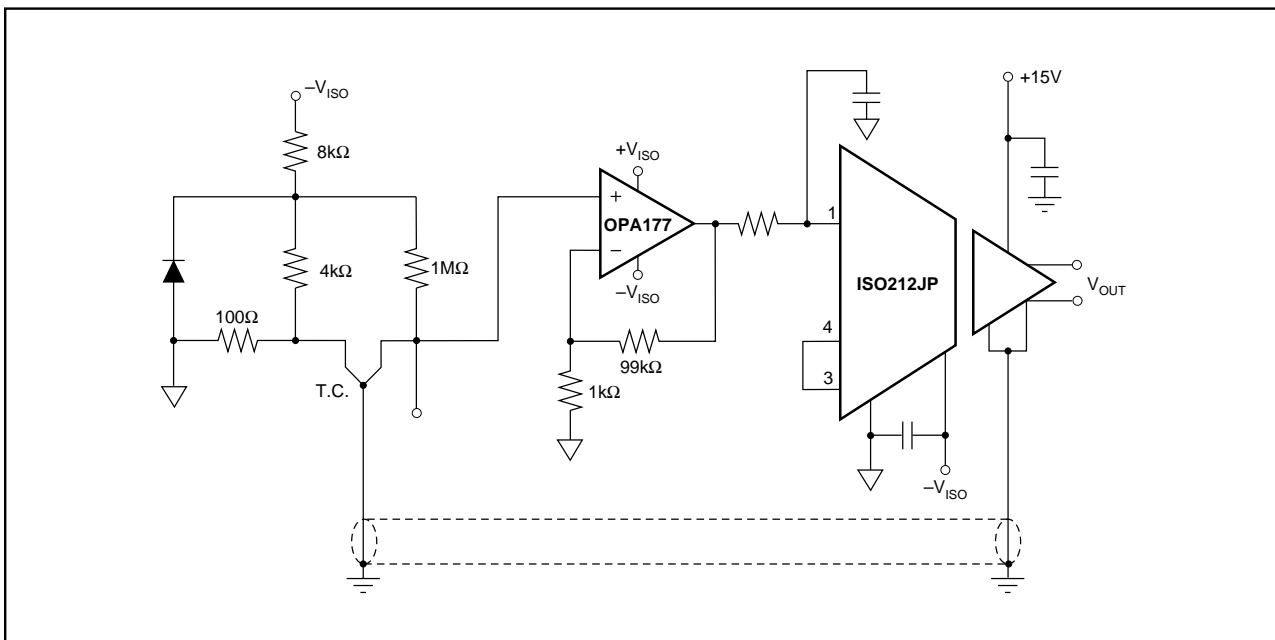 –V_ISO
8kΩ
4kΩ
1MΩ
100Ω
T.C.
+V_ISO
+
OPA177
–
–V_ISO
99kΩ
1kΩ
1
ISO212JP
4
3
–V_ISO
+15V
V_OUT